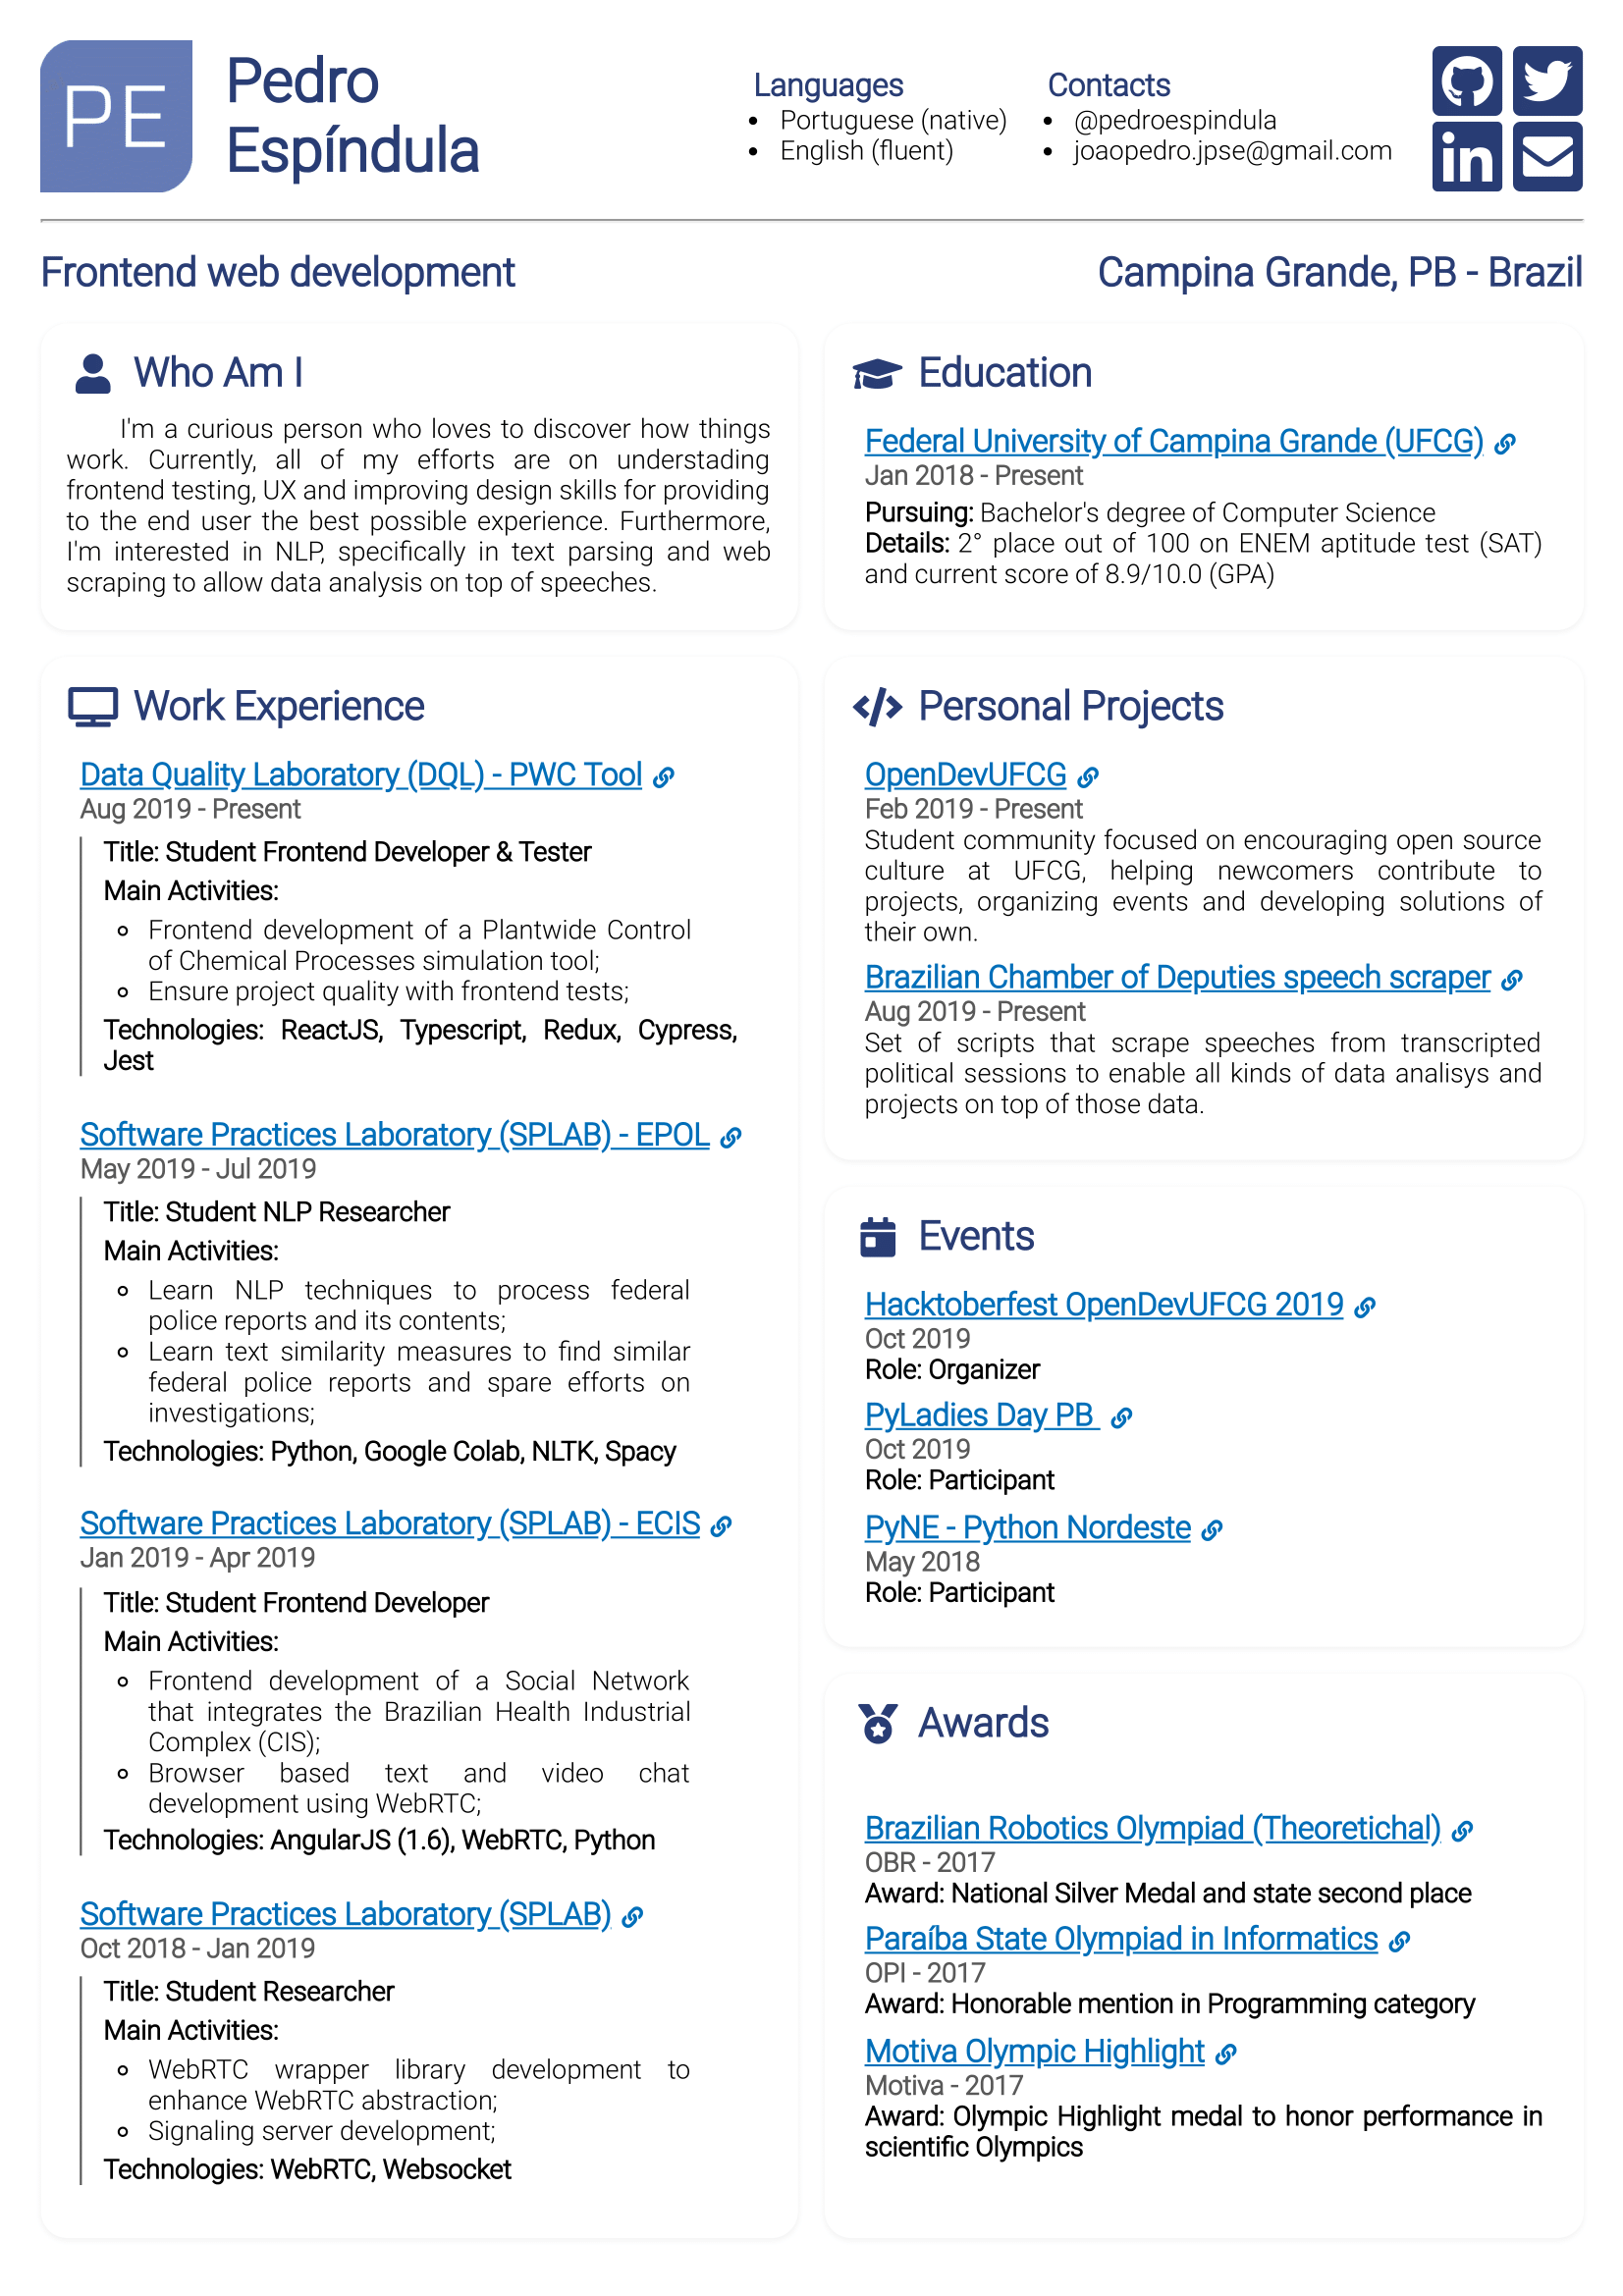 PE
Pedro
Espíndula
Languages
• Portuguese (native)
• English (fluent)
Contacts
• @pedroespindula
• joaopedro.jpse@gmail.com
in
Frontend web development
Campina Grande, PB - Brazil
Who Am I
I'm a curious person who loves to discover how things
work. Currently, all of my efforts are on understading
frontend testing, UX and improving design skills for providing
to the end user the best possible experience. Furthermore,
I'm interested in NLP, specifically in text parsing and web
scraping to allow data analysis on top of speeches.
Work Experience
Data Quality Laboratory (DQL) - PWC Tool
Aug 2019 - Present
Title: Student Frontend Developer & Tester
Main Activities:
◦ Frontend development of a Plantwide Control
of Chemical Processes simulation tool;
◦ Ensure project quality with frontend tests;
Technologies: ReactJS, Typescript, Redux, Cypress,
Jest
Software Practices Laboratory (SPLAB) - EPOL
May 2019 - Jul 2019
Title: Student NLP Researcher
Main Activities:
◦ Learn NLP techniques to process federal
police reports and its contents;
◦ Learn text similarity measures to find similar
federal police reports and spare efforts on
investigations;
Technologies: Python, Google Colab, NLTK, Spacy
Software Practices Laboratory (SPLAB) - ECIS
Jan 2019 - Apr 2019
Title: Student Frontend Developer
Main Activities:
◦ Frontend development of a Social Network
that integrates the Brazilian Health Industrial
Complex (CIS);
◦ Browser based text and video chat
development using WebRTC;
Technologies: AngularJS (1.6), WebRTC, Python
Software Practices Laboratory (SPLAB)
Oct 2018 - Jan 2019
Title: Student Researcher
Main Activities:
◦ WebRTC wrapper library development to
enhance WebRTC abstraction;
◦ Signaling server development;
Technologies: WebRTC, Websocket
Education
Federal University of Campina Grande (UFCG)
Jan 2018 - Present
Pursuing: Bachelor's degree of Computer Science
Details: 2° place out of 100 on ENEM aptitude test (SAT)
and current score of 8.9/10.0 (GPA)
Personal Projects
OpenDevUFCG
Feb 2019 - Present
Student community focused on encouraging open source
culture at UFCG, helping newcomers contribute to
projects, organizing events and developing solutions of
their own.
Brazilian Chamber of Deputies speech scraper
Aug 2019 - Present
Set of scripts that scrape speeches from transcripted
political sessions to enable all kinds of data analisys and
projects on top of those data.
Events
Hacktoberfest OpenDevUFCG 2019
Oct 2019
Role: Organizer
PyLadies Day PB
Oct 2019
Role: Participant
PyNE - Python Nordeste
May 2018
Role: Participant
Awards
Brazilian Robotics Olympiad (Theoretichal)
OBR - 2017
Award: National Silver Medal and state second place
Paraíba State Olympiad in Informatics
OPI - 2017
Award: Honorable mention in Programming category
Motiva Olympic Highlight
Motiva - 2017
Award: Olympic Highlight medal to honor performance in
scientific Olympics